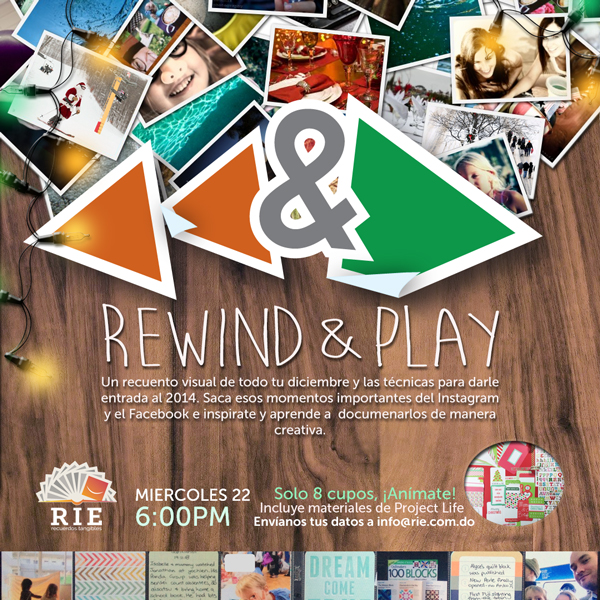 &
REWIND & PLAY
Un recuento visual de todo tu diciembre y las técnicas para darle
entrada al 2014. Saca esos momentos importantes del Instagram
y el Facebook e inspirate y aprende a documenarlos de manera
creativa.
RIE
recuerdos tangibles
MIERCOLES 22
6:00PM
Solo 8 cupos, ¡Anímate!
Incluye materiales de Project Life
Envíanos tus datos a info@rie.com.do
DREAM
COME
100 BLOCKS